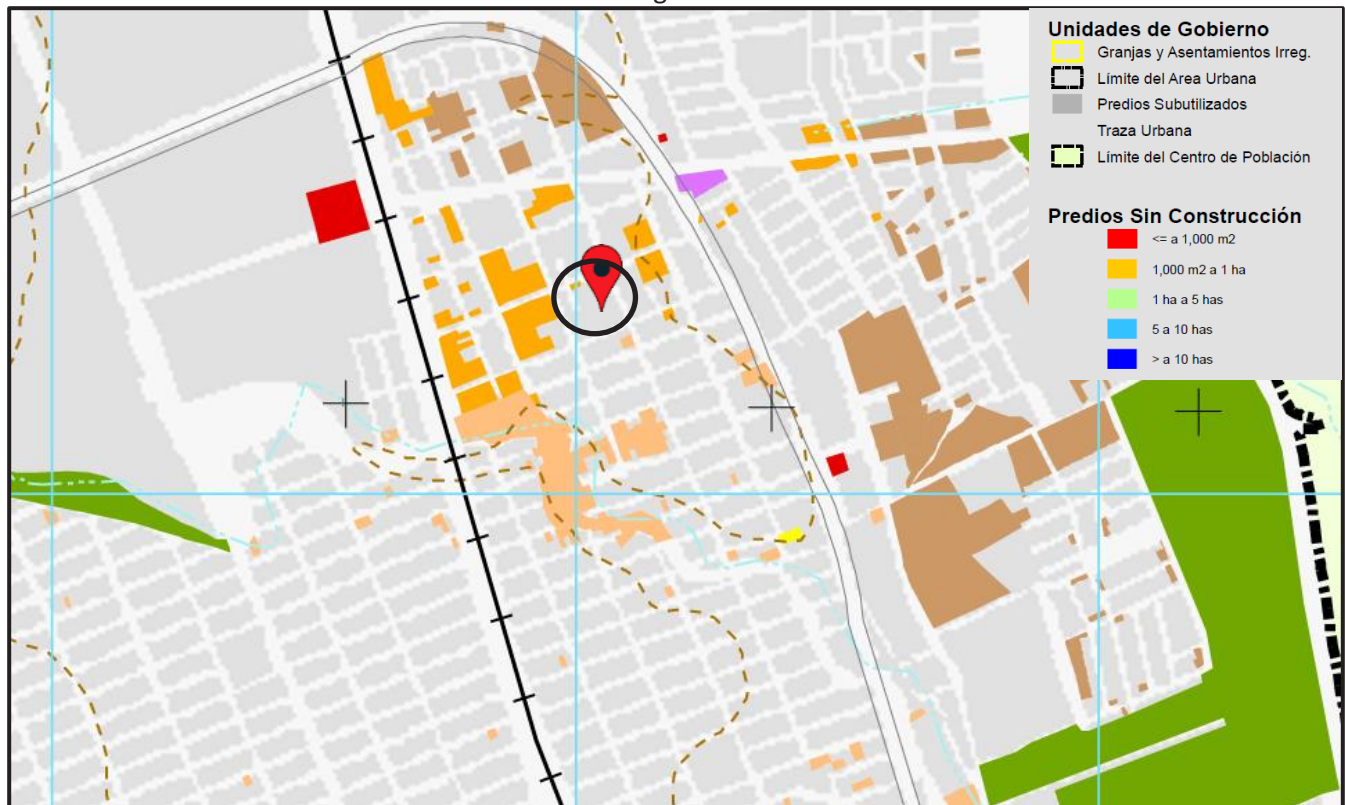 Unidades de Gobierno
Granjas y Asentamientos Irreg.
Límite del Area Urbana
Predios Subutilizados
Traza Urbana
Límite del Centro de Población
Predios Sin Construcción
<= a 1,000 m2
1,000 m2 a 1 ha
1 ha a 5 has
5 a 10 has
> a 10 has